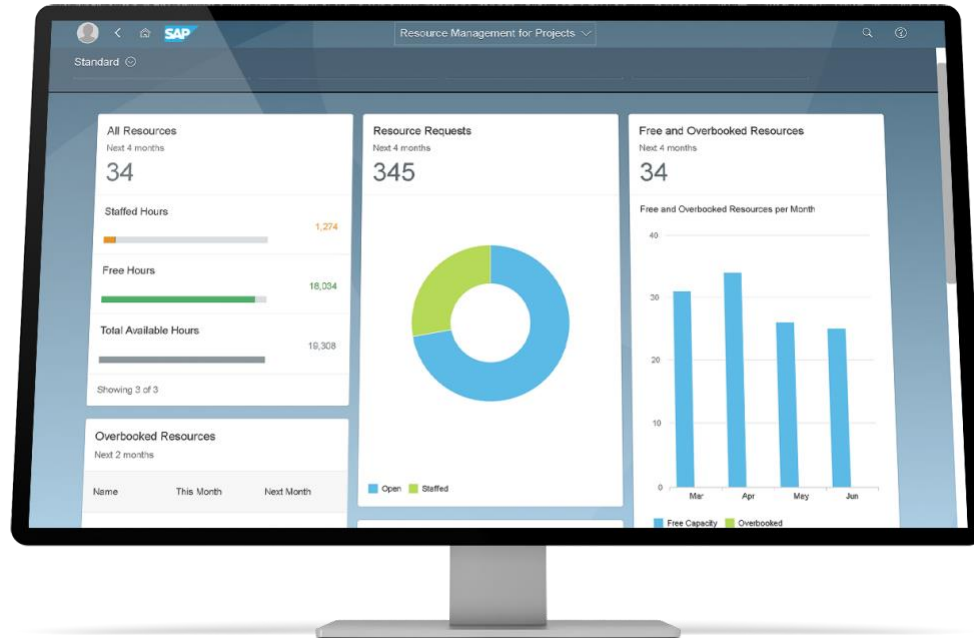 SAP
Resource Management for Projects
Standard
All Resources
Next 4 months
34
Staffed Hours
1,274
Free Hours
18,034
Total Available Hours
19,308
Showing 3 of 3
Overbooked Resources
Next 2 months
Name This Month Next Month
Resource Requests
Next 4 months
345
Open Staffed
Free and Overbooked Resources
Next 4 months
34
Free and Overbooked Resources per Month
40
30
20
10
0
Mar Apr May Jun
Free Capacity Overbooked